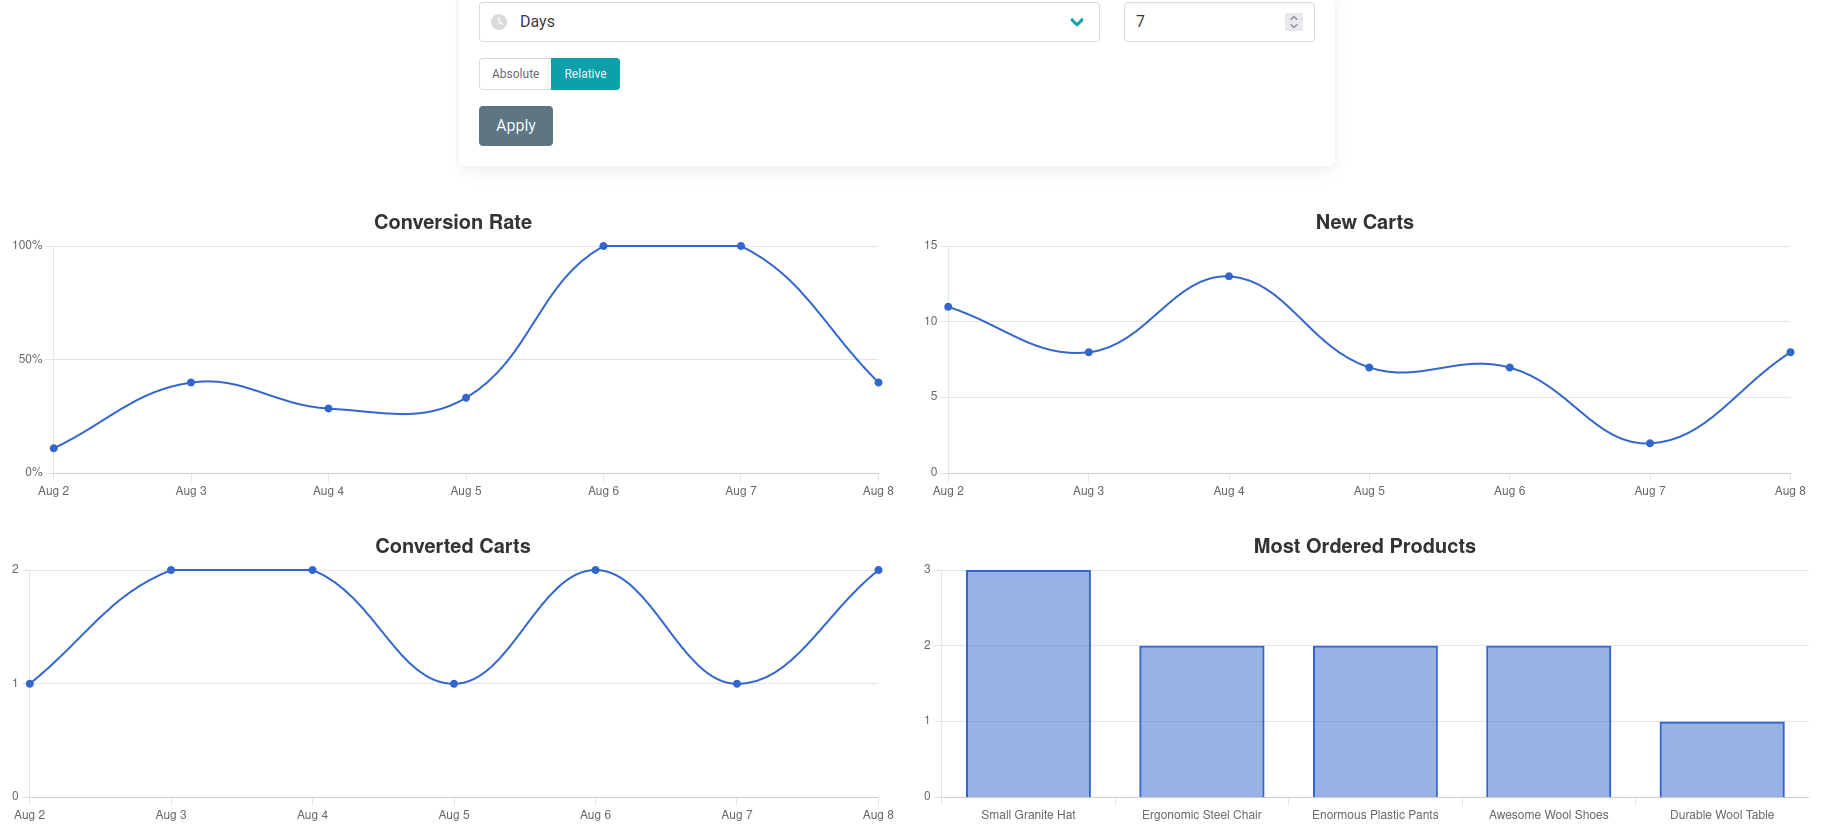 Days
7
Absolute Relative
Apply
Conversion Rate
100%
50%
0%
Aug 2 Aug 3 Aug 4 Aug 5 Aug 6 Aug 7 Aug 8
New Carts
15
10
5
0
Aug 2 Aug 3 Aug 4 Aug 5 Aug 6 Aug 7 Aug 8
Converted Carts
2
1
0
Aug 2 Aug 3 Aug 4 Aug 5 Aug 6 Aug 7 Aug 8
Most Ordered Products
3
2
1
0
Small Granite Hat Ergonomic Steel Chair Enormous Plastic Pants Awesome Wool Shoes Durable Wool Table